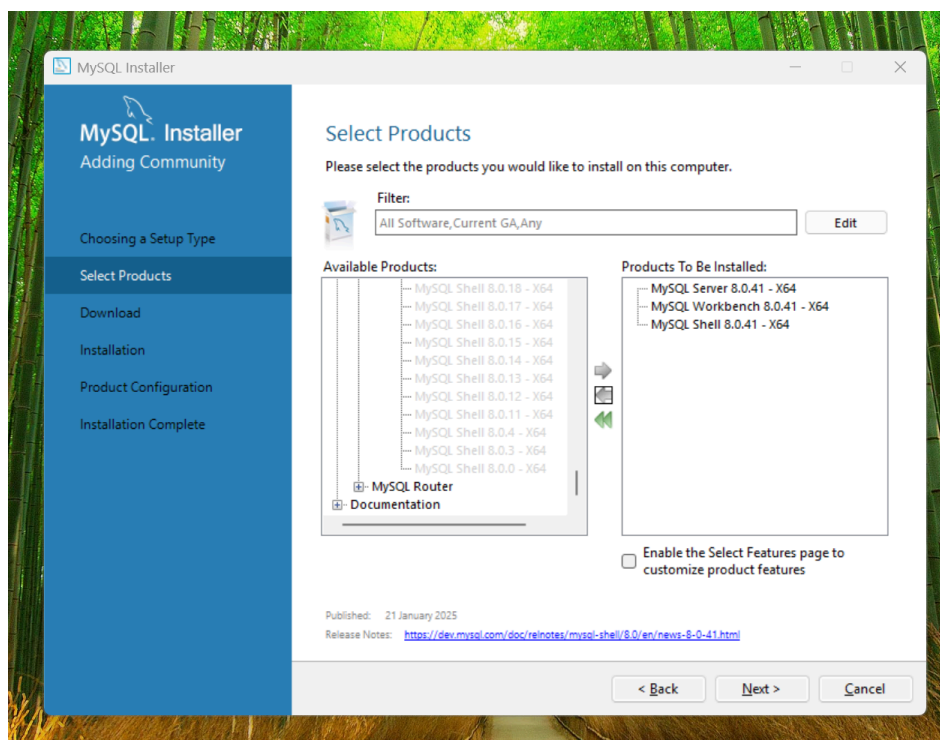 MySQL Installer
MySQL. Installer
Adding Community
Choosing a Setup Type
Select Products
Download
Installation
Product Configuration
Installation Complete
Select Products
Please select the products you would like to install on this computer.
Filter:
All Software,Current GA,Any
Edit
Available Products:
MySQL Shell 8.0.18 - X64
MySQL Shell 8.0.17 - X64
MySQL Shell 8.0.16 - X64
MySQL Shell 8.0.15 - X64
MySQL Shell 8.0.14 - X64
MySQL Shell 8.0.13 - X64
MySQL Shell 8.0.12 - X64
MySQL Shell 8.0.11 - X64
MySQL Shell 8.0.4 - X64
MySQL Shell 8.0.3 - X64
MySQL Shell 8.0.0 - X64
MySQL Router
Documentation
Products To Be Installed:
MySQL Server 8.0.41 - X64
MySQL Workbench 8.0.41 - X64
MySQL Shell 8.0.41 - X64
Enable the Select Features page to
customize product features
Published: 21 January 2025
Release Notes: https://dev.mysql.com/doc/relnotes/mysql-shell/8.0/en/news-8-0-41.html
< Back
Next >
Cancel